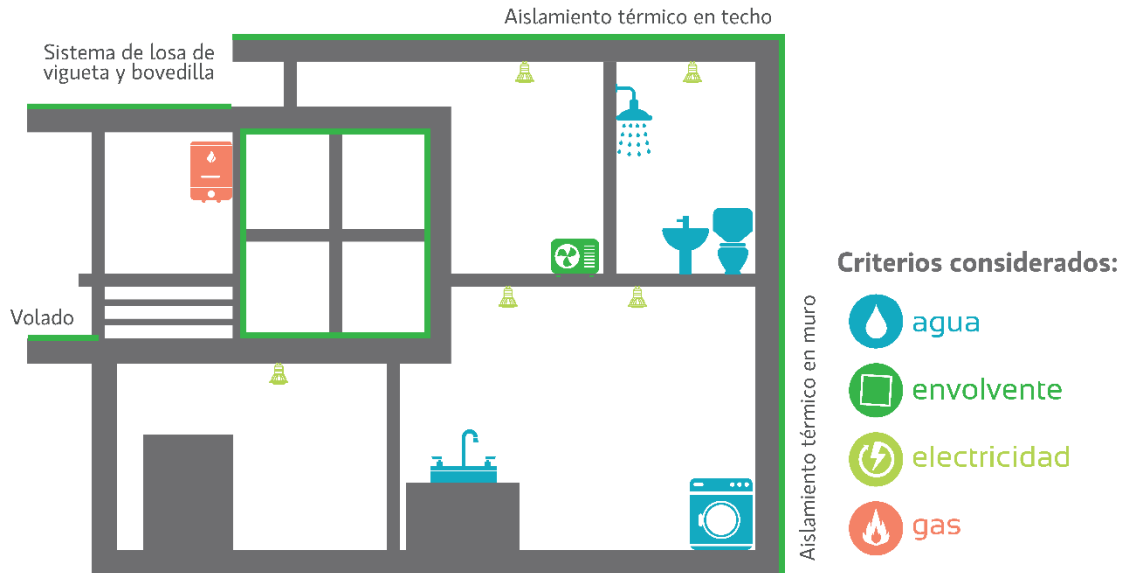 Aislamiento térmico en techo
Sistema de losa de
vigueta y bovedilla
Volado
Aislamiento térmico en muro
Criterios considerados:
agua
envolvente
electricidad
gas